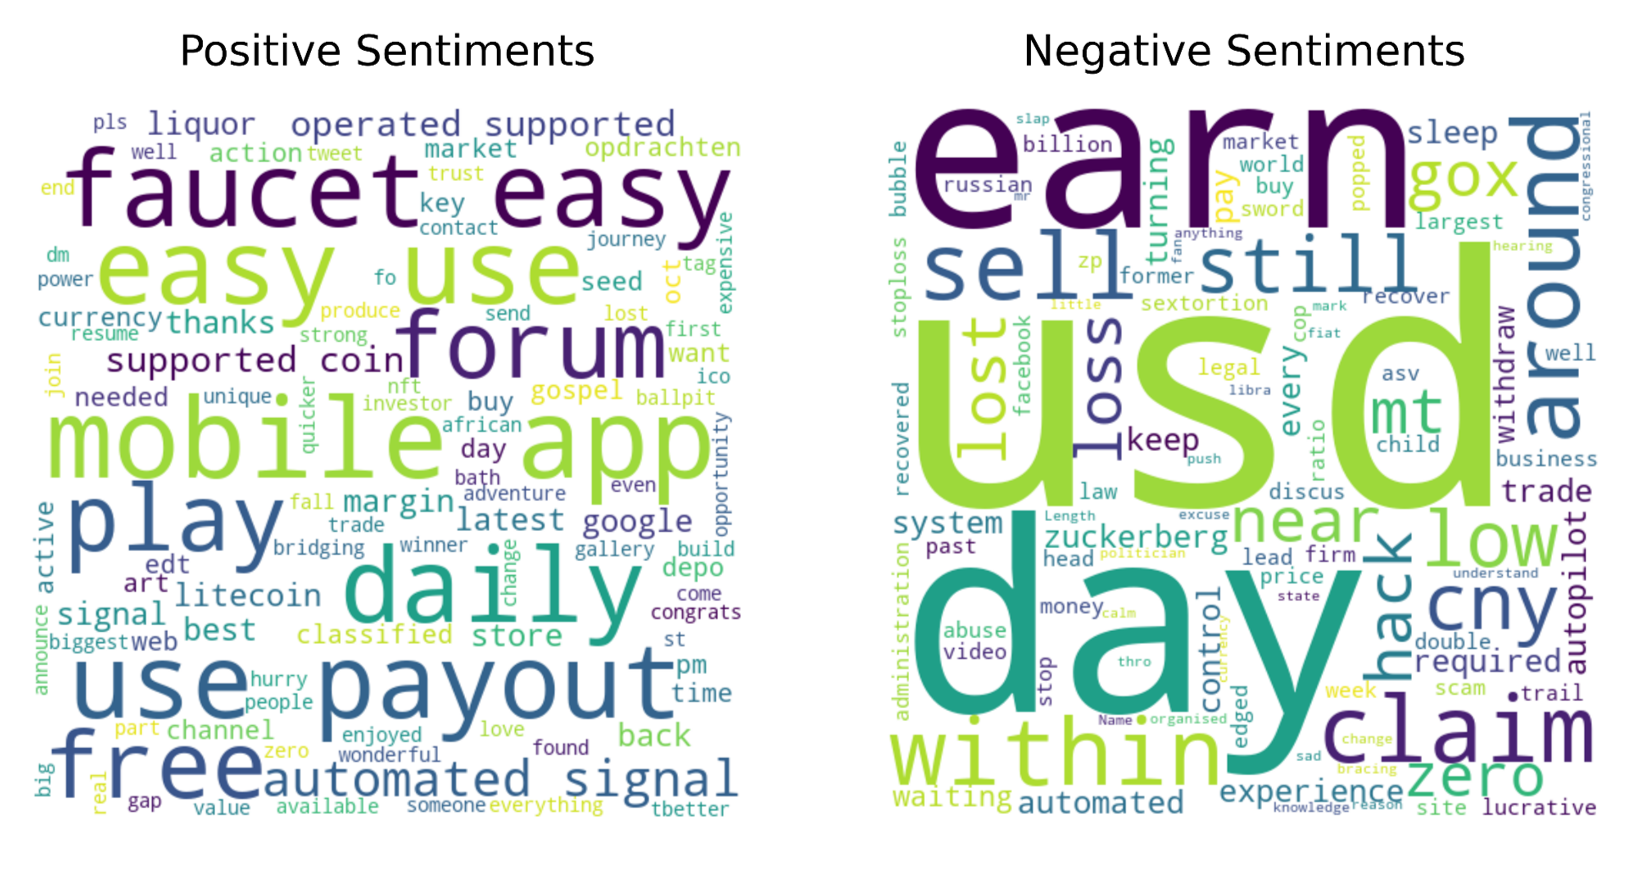 Positive Sentiments
pls liquor operated supported
well action tweet market opdrachten
end faucet easy trust
key
contact
journey
expensive
dm
power easy use fo seed oct tag
currency thanks produce send lost
resume strong forum first
supported coin want
join nft ico
needed unique quicker investor buy gospel ballpit
mobile app african
day
opportunity
bath
play fall margin adventure even
active trade latest google
bridging winner gallery build
edt daily change depo
art litecoin come
signal congrats
announce biggest web best classified store st
use payout pm
hurry time
people
part channel enjoyed love back
free zero wonderful found
big automated signal
real gap value available someone everything tbetter
Negative Sentiments
earn slap
billion market sleep around congressional
bubble turning world popped gox
russian pay buy
mr sword largest
anything
fan
sell zp former still hearing
stoploss little sextortion mark recover
cop
usd fiat
lost loss facebook legal every withdraw well
libra asv
recovered mt
keep child
push ratio business
law discus trade
system Length excuse near low
past zuckerberg
head politician lead firm hack understand autopilot
administration day price
state cny
money calm control
abuse double
video thro currency required
stop week scam trail
Name organised edged claim
within change
sad
bracing zero
waiting automated experience
knowledge reason site lucrative